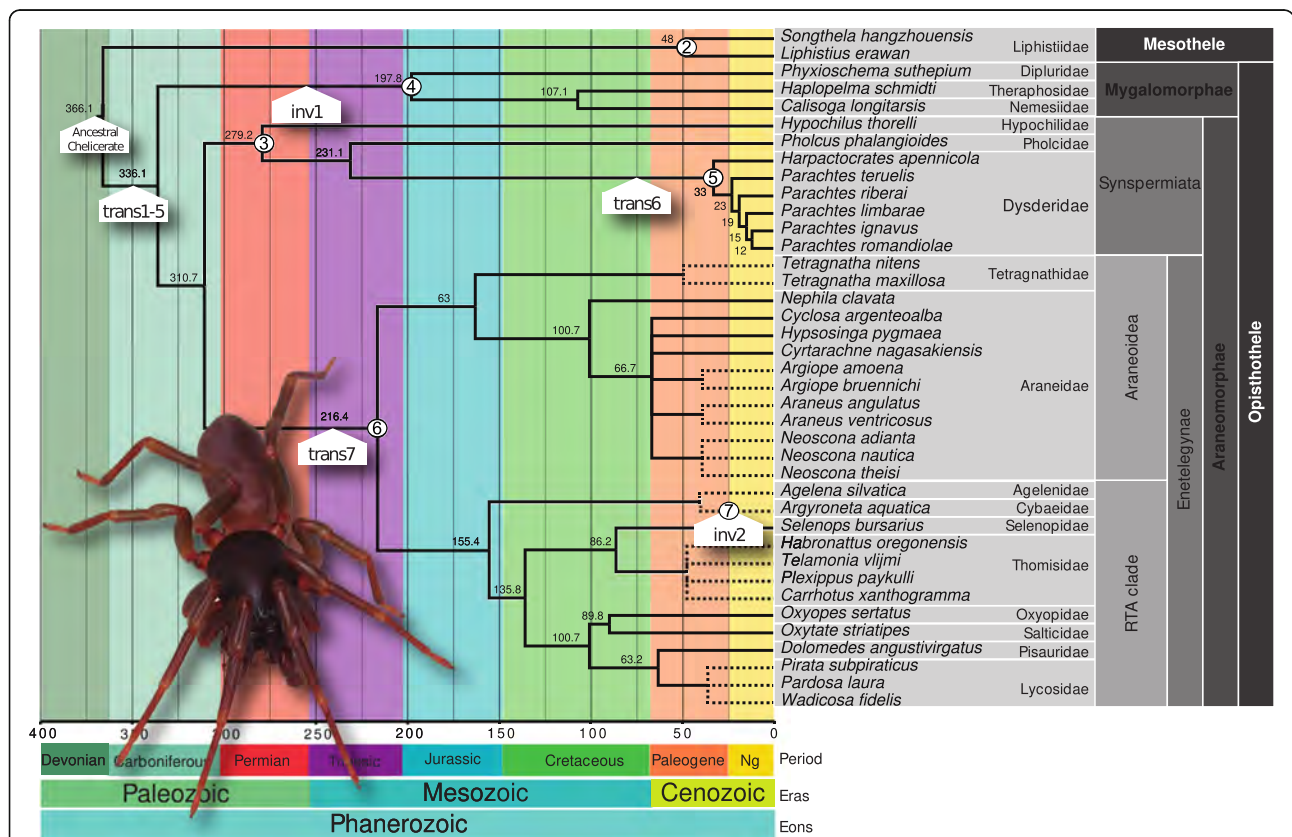 Songthela hangzhouensis
Liphistius erawan
Liphistiidae
Mesothele
Phyxioschema suthepium
Dipluridae
Haplopelma schmidti
Theraphosidae
Calisoga longitarsis
Nemesiidae
Mygalomorphae
Hypochilus thorelli
Hypochilidae
Pholcus phalangioides
Pholcidae
Harpactocrates apennicola
Parachtes teruelis
Parachtes riberai
Parachtes limbarae
Parachtes ignavus
Parachtes romandiolae
Dysderidae
Synspermiata
Tetragnatha nitens
Tetragnatha maxillosa
Tetragnathidae
Nephila clavata
Cyclosa argenteoalba
Hypsosinga pygmaea
Cyrtarachne nagasakiensis
Argiope amoena
Argiope bruennichi
Araneus angulatus
Araneus ventricosus
Neoscona adianta
Neoscona nautica
Neoscona theisi
Araneidae
Araneoidea
Agelena silvatica
Agelenidae
Argyroneta aquatica
Cybaeidae
Selenops bursarius
Selenopidae
Habronattus oregonensis
Telamonia vlijmi
Plexippus paykulli
Carrhotus xanthogramma
Thomisidae
Oxyopes sertatus
Oxyopidae
Oxytate striatipes
Salticidae
Dolomedes angustivirgatus
Pisauridae
Pirata subpiraticus
Pardosa laura
Wadicosa fidelis
Lycosidae
RTA clade
Enetelegynae
Araneomorphae
Opisthothele
48
2
197.8
4
107.1
366.1
Ancestral
Chelicerate
inv1
279.2
3
231.1
336.1
trans1-5
5
33
trans6
23
19
15
12
310.7
63
100.7
66.7
216.4
6
trans7
7
inv2
155.4
86.2
135.8
89.8
100.7
63.2
400
350
300
250
200
150
100
50
0
Devonian
Carboniferous
Permian
Triassic
Jurassic
Cretaceous
Paleogene
Ng
Period
Paleozoic
Mesozoic
Cenozoic
Eras
Phanerozoic
Eons